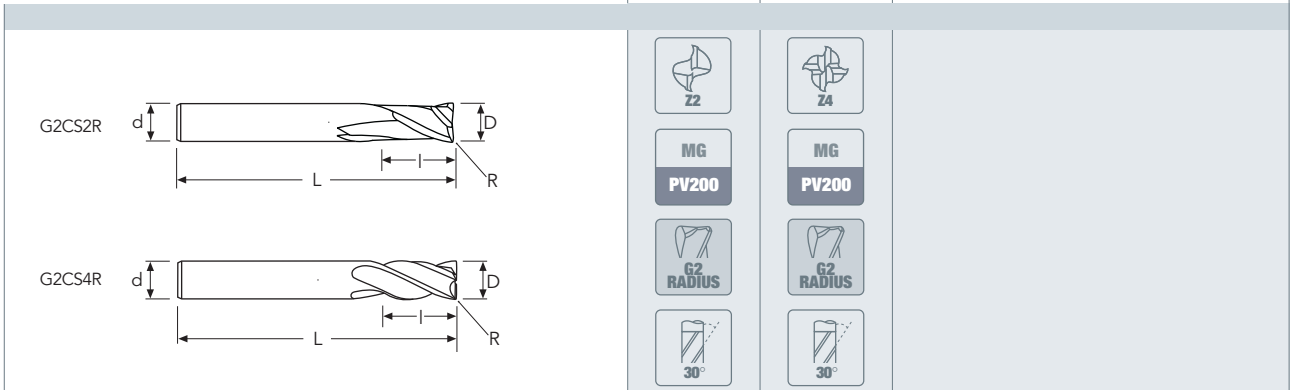 G2CS2R
d
D
l
L
R
G2CS4R
d
D
l
L
R
Z2
Z4
MG
PV200
MG
PV200
G2
RADIUS
G2
RADIUS
30°
30°